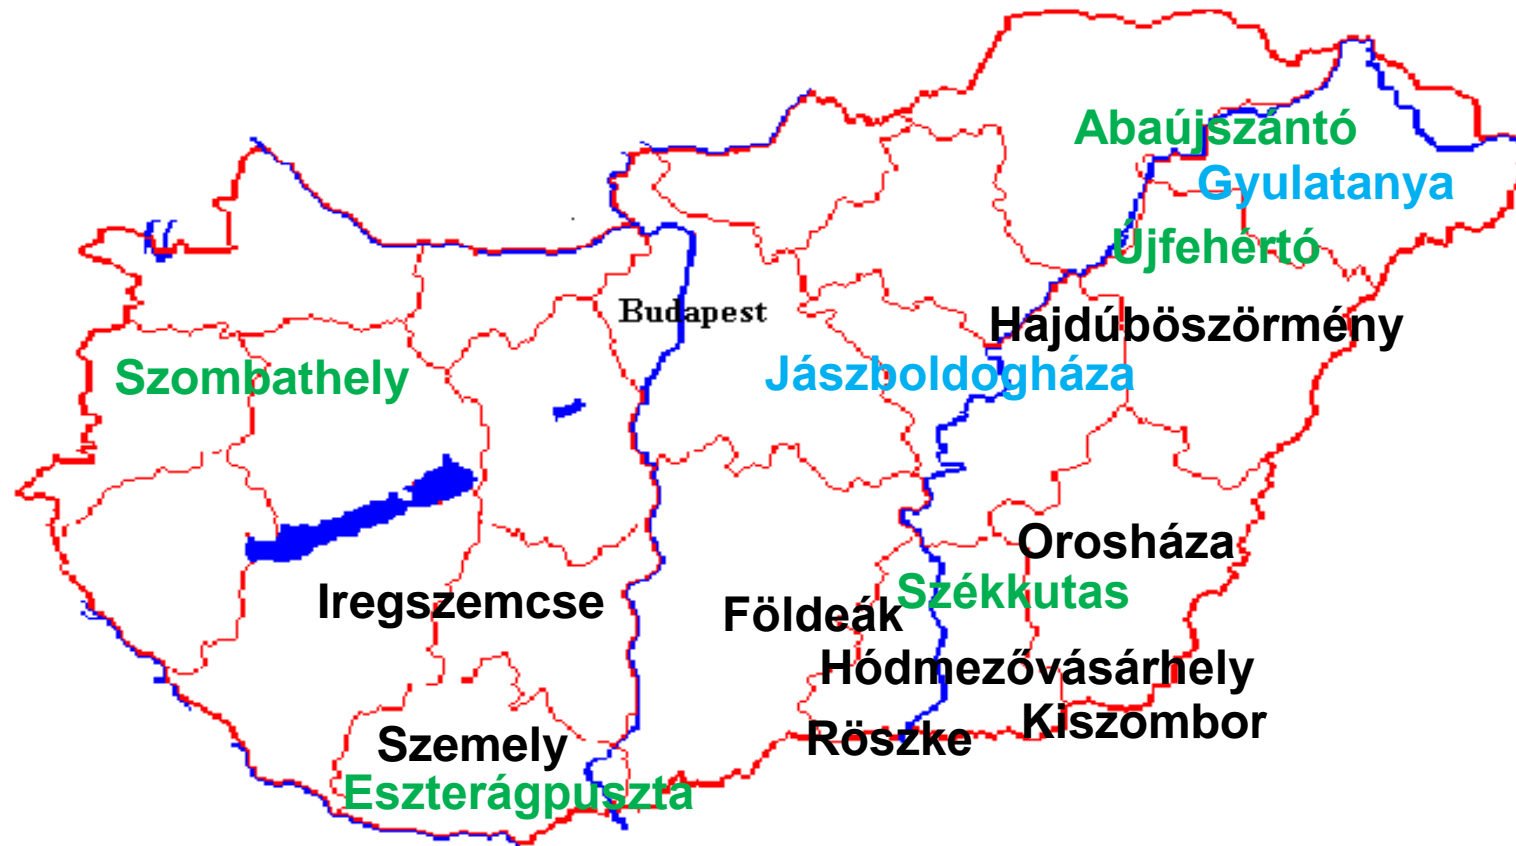 Abaújszántó
Gyulatanya
Újfehértó
Budapest
Hajdúböszörmény
Szombathely
Jászboldogháza
Orosháza
Székkutas
Iregszemcse
Földeák
Hódmezővásárhely
Kiszombor
Röszke
Szemely
Eszterágpuszta